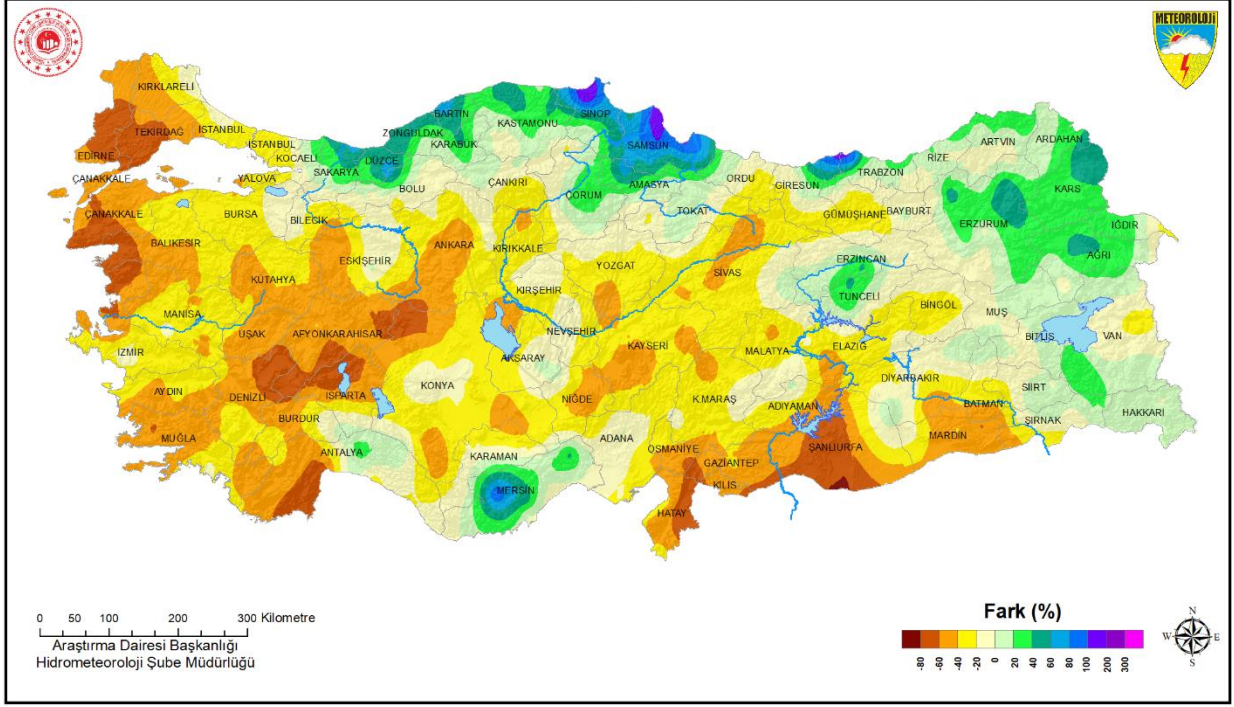 METEOROLOJİ
KIRKLARELİ
TEKİRDAĞ
İSTANBUL
İSTANBUL
EDİRNE
KOCAELİ
YALOVA
ÇANAKKALE
ÇANAKKALE
SAKARYA
DÜZCE
ZONGULDAK
BARTIN
KARABÜK
KASTAMONU
SİNOP
SAMSUN
BOLU
ÇANKIRI
ÇORUM
AMASYA
ORDU
TOKAT
GİRESUN
TRABZON
RİZE
ARTVİN
ARDAHAN
KARS
IĞDIR
AĞRI
ERZURUM
GÜMÜŞHANE
BAYBURT
BURSA
BİLECİK
BALIKESİR
ESKİŞEHİR
ANKARA
KIRIKKALE
YOZGAT
SİVAS
ERZİNCAN
TUNCELİ
BİNGÖL
MUŞ
BİTLİS
VAN
KÜTAHYA
KIRŞEHİR
MANİSA
UŞAK
AFYONKARAHİSAR
NEVŞEHİR
KAYSERİ
MALATYA
ELAZIĞ
İZMİR
AKSARAY
DİYARBAKIR
SİİRT
AYDIN
DENİZLİ
ISPARTA
KONYA
NİĞDE
K.MARAŞ
ADIYAMAN
BATMAN
ŞIRNAK
HAKKARİ
BURDUR
MUĞLA
ANTALYA
KARAMAN
ADANA
OSMANİYE
GAZİANTEP
ŞANLIURFA
MARDİN
MERSİN
KİLİS
HATAY
0 50 100 200 300 Kilometre
Araştırma Dairesi Başkanlığı
Hidrometeoroloji Şube Müdürlüğü
Fark (%)
-80 -60 -40 -20 0 20 40 60 80 100 200 300
N
W E
S